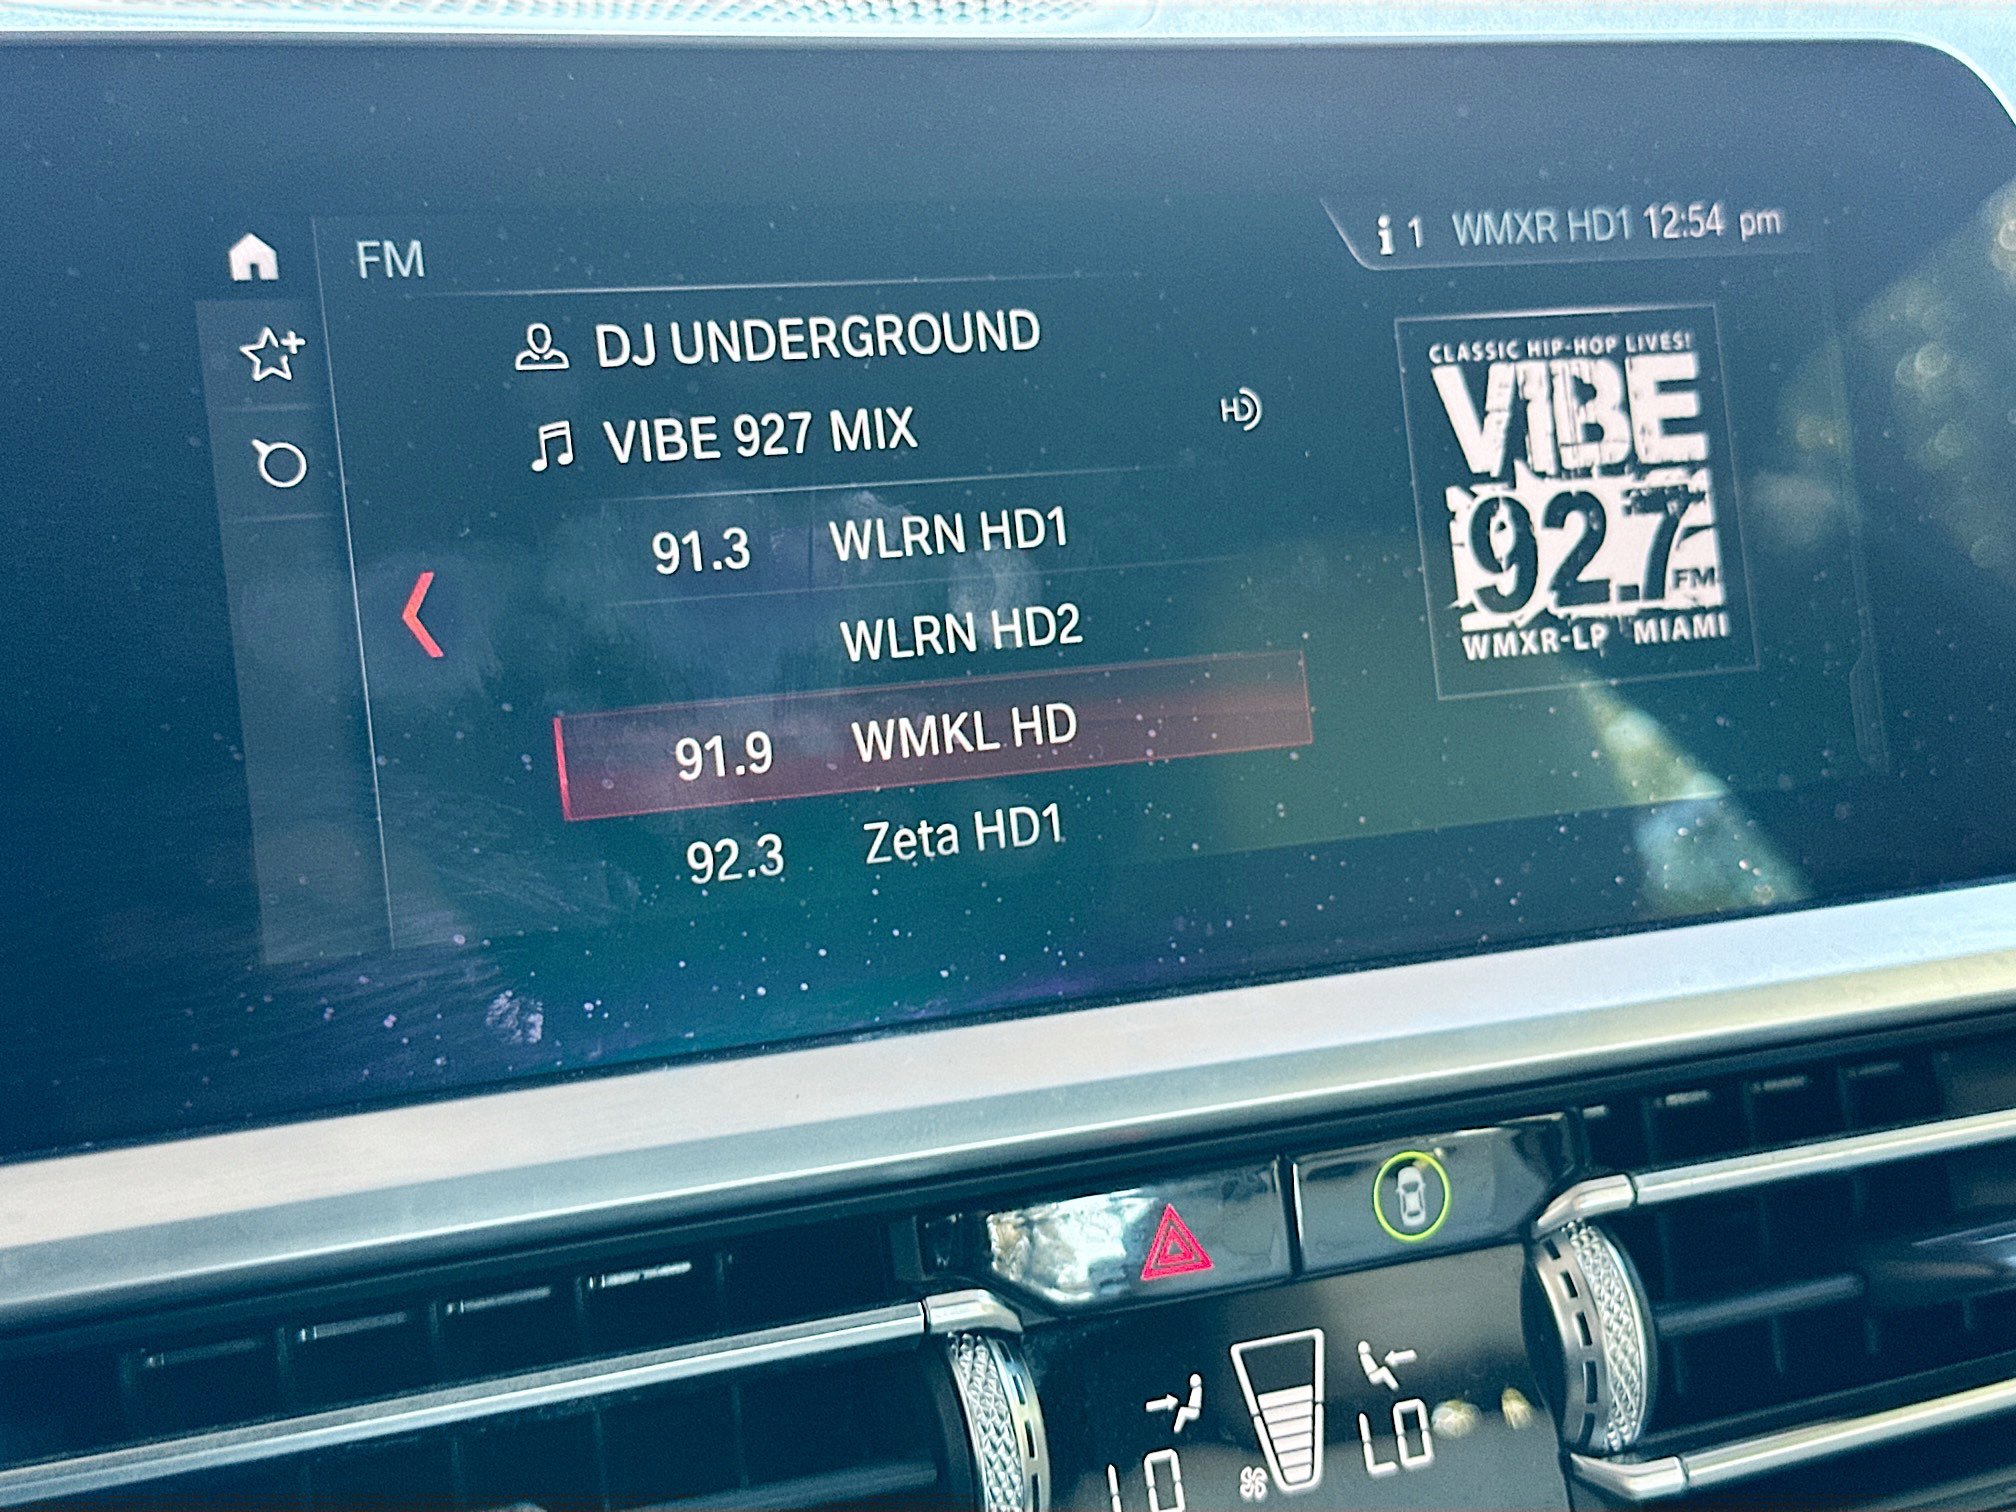 FM
i 1 WMXR HD1 12:54 pm
DJ UNDERGROUND
VIBE 927 MIX
HD
91.3 WLRN HD1
WLRN HD2
91.9 WMKL HD
92.3 Zeta HD1
CLASSIC HIP-HOP LIVES!
VIBE
92.7 FM
WMXR-LP MIAMI
LO
LO